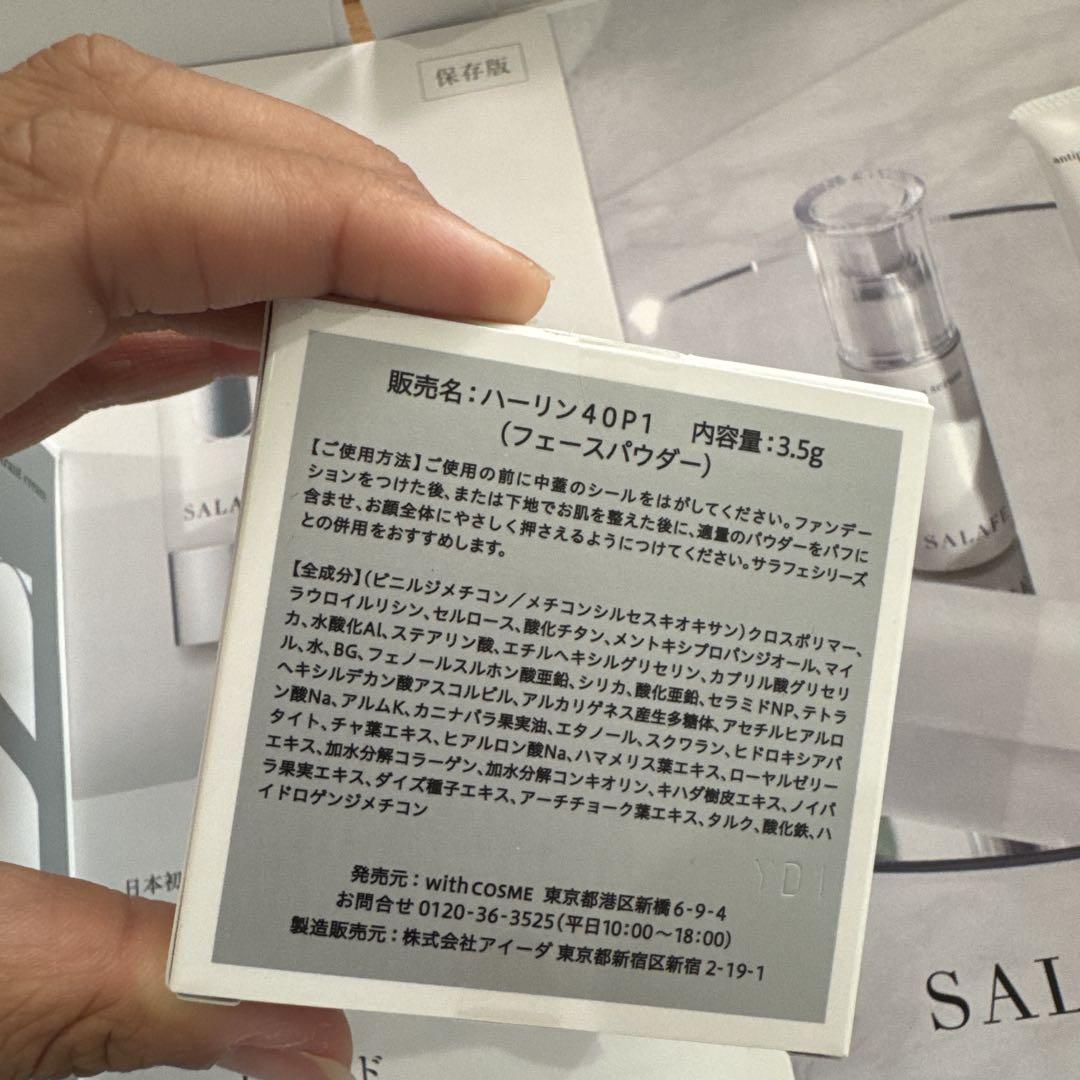 保存版
antip
SALAFE
SALA
日本初
販売名：ハーリン40P1 内容量：3.5g
（フェースパウダー）
【ご使用方法】ご使用の前に中蓋のシールをはがしてください。ファンデー
ションをつけた後、または下地でお肌を整えた後に、適量のパウダーをパフに
含ませ、お顔全体にやさしく押さえるようにつけてください。サラフェシリーズ
との併用をおすすめします。
【全成分】（ビニルジメチコン／メチコンシルセスキオキサン）クロスポリマー、
ラウロイルリシン、セルロース、酸化チタン、メントキシプロパンジオール、マイ
カ、水酸化Al、ステアリン酸、エチルヘキシルグリセリン、カプリル酸グリセリ
ル、水、BG、フェノールスルホン酸亜鉛、シリカ、酸化亜鉛、セラミドNP、テトラ
ヘキシルデカン酸アスコルビル、アルカリゲネス産生多糖体、アセチルヒアルロ
ン酸Na、アルムK、カニナバラ果実油、エタノール、スクワラン、ヒドロキシアパ
タイト、チャ葉エキス、ヒアルロン酸Na、ハマメリス葉エキス、ローヤルゼリー
エキス、加水分解コラーゲン、加水分解コンキオリン、キハダ樹皮エキス、ノイバ
ラ果実エキス、ダイズ種子エキス、アーチチョーク葉エキス、タルク、酸化鉄、ハ
イドロゲンジメチコン
YD1
発売元：with COSME 東京都港区新橋6-9-4
お問合せ 0120-36-3525（平日10:00～18:00）
製造販売元：株式会社アイーダ 東京都新宿区新宿 2-19-1
SAL
ド